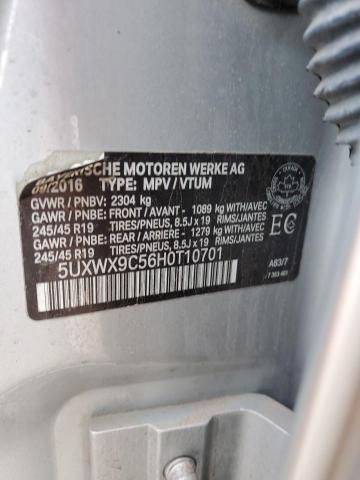 BAYERISCHE MOTOREN WERKE AG
09/2016 TYPE: MPV / VTUM
GVWR / PNBV: 2304 kg
GAWR / PNBE: FRONT / AVANT - 1089 kg WITH/AVEC
245/45 R19 TIRES/PNEUS, 8.5J x 19 RIMS/JANTES
GAWR / PNBE: REAR / ARRIERE - 1279 kg WITH/AVEC
245/45 R19 TIRES/PNEUS, 8.5J x 19 RIMS/JANTES
EC
5UXWX9C56H0T10701
A83/7